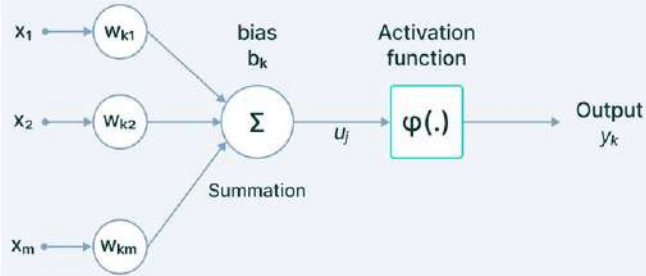 x₁
Wk1
bias
bk
Activation
function
x₂
Wk2
Σ
uj
φ(.)
Output
yk
Summation
xm
Wkm